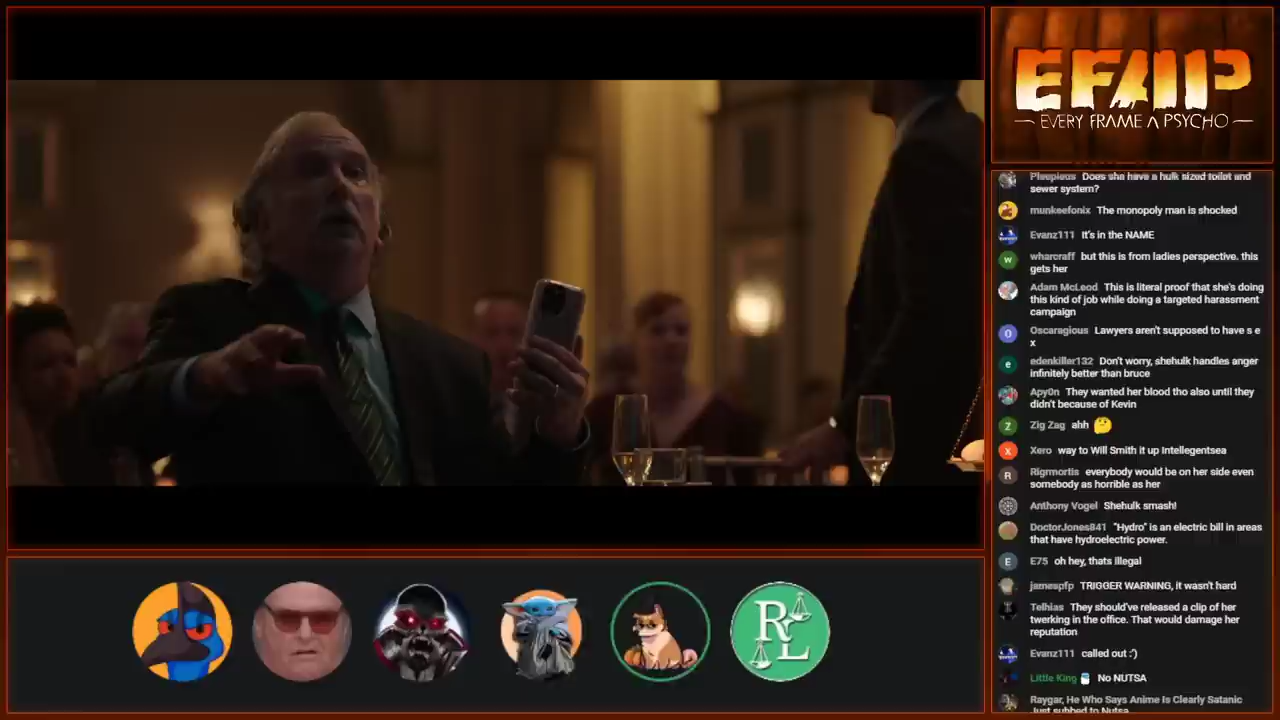 EFAP
EVERY FRAME A PSYCHO
Pleepleus Does she have a hulk sized toilet and
sewer system?
munkeefonix The monopoly man is shocked
Evanz111 It's in the NAME
W wharcraff but this is from ladies perspective. this
gets her
Adam McLeod This is literal proof that she's doing
this kind of job while doing a targeted harassment
campaign
O Oscaragious Lawyers aren't supposed to have s e
x
e edenkiller132 Don't worry, shehulk handles anger
infinitely better than bruce
Apy0n They wanted her blood tho also until they
didn't because of Kevin
Z Zig Zag ahh 🤔
X Xero way to Will Smith it up Intellegentsea
R Rigrmortis everybody would be on her side even
somebody as horrible as her
Anthony Vogel Shehulk smash!
DoctorJones841 "Hydro" is an electric bill in areas
that have hydroelectric power.
E E75 oh hey, thats illegal
jamespfp TRIGGER WARNING, it wasn't hard
Telhias They should've released a clip of her
twerking in the office. That would damage her
reputation
Evanz111 called out :')
Little King No NUTSA
Raygar, He Who Says Anime Is Clearly Satanic
Just subbed to Nutsa
RL